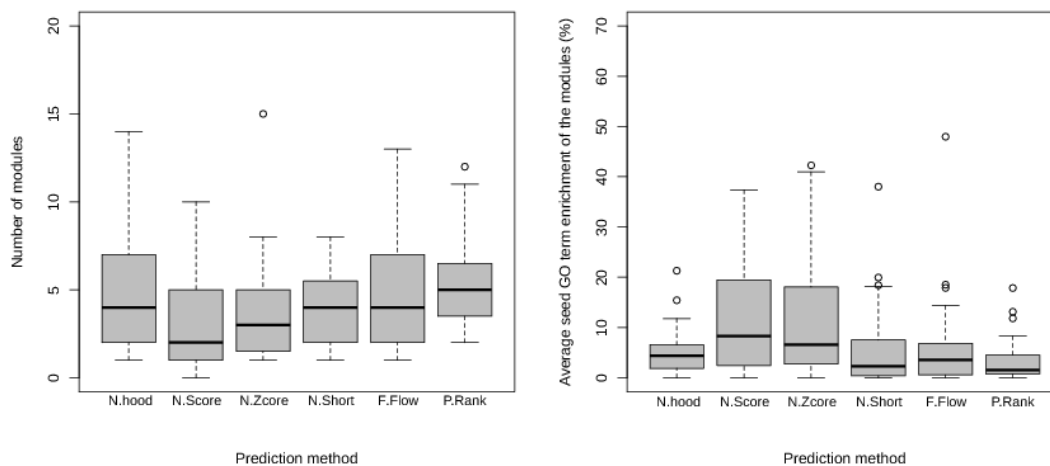 Number of modules
20
15
10
5
0
N.hood N.Score N.Zcore N.Short F.Flow P.Rank
Prediction method
Average seed GO term enrichment of the modules (%)
70
60
50
40
30
20
10
0
N.hood N.Score N.Zcore N.Short F.Flow P.Rank
Prediction method